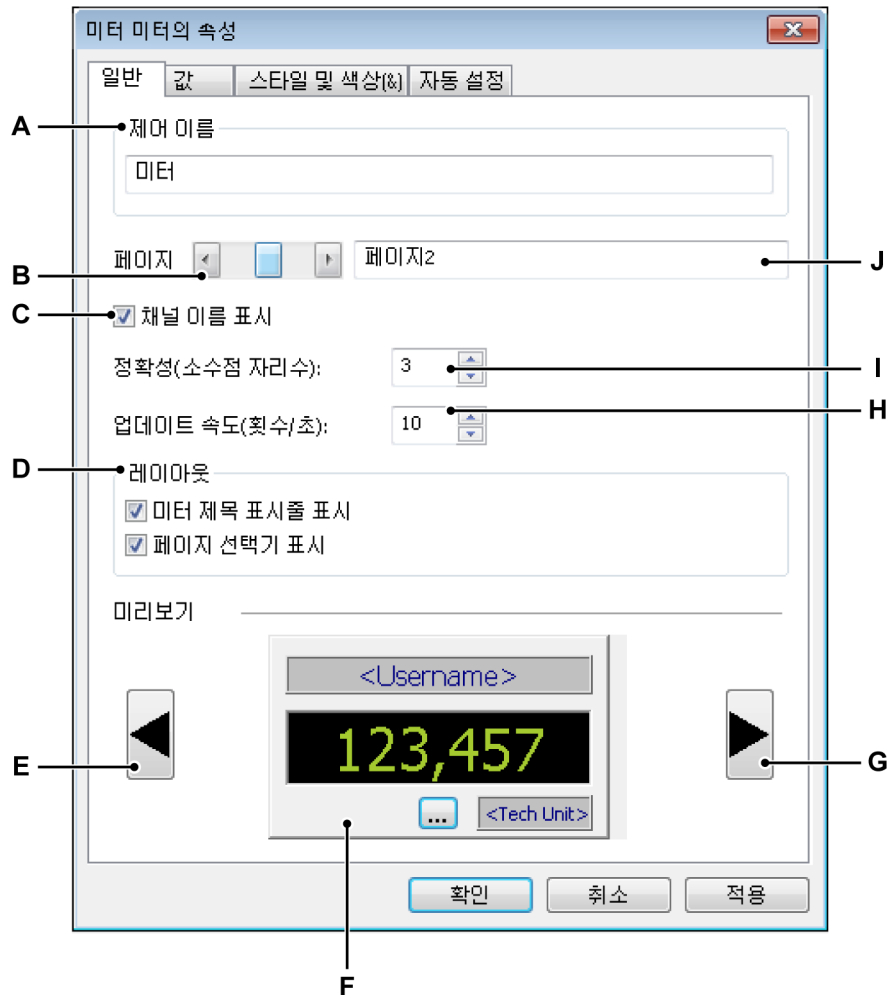 미터 미터의 속성
일반 값 스타일 및 색상(&) 자동 설정
A 제어 이름
미터
페이지 페이지2 J
B
C 채널 이름 표시
정확성(소수점 자리수): 3 I
H
업데이트 속도(횟수/초): 10
D 레이아웃
미터 제목 표시줄 표시
페이지 선택기 표시
미리보기
<Username>
123,457
E G
... <Tech Unit>
확인 취소 적용
F